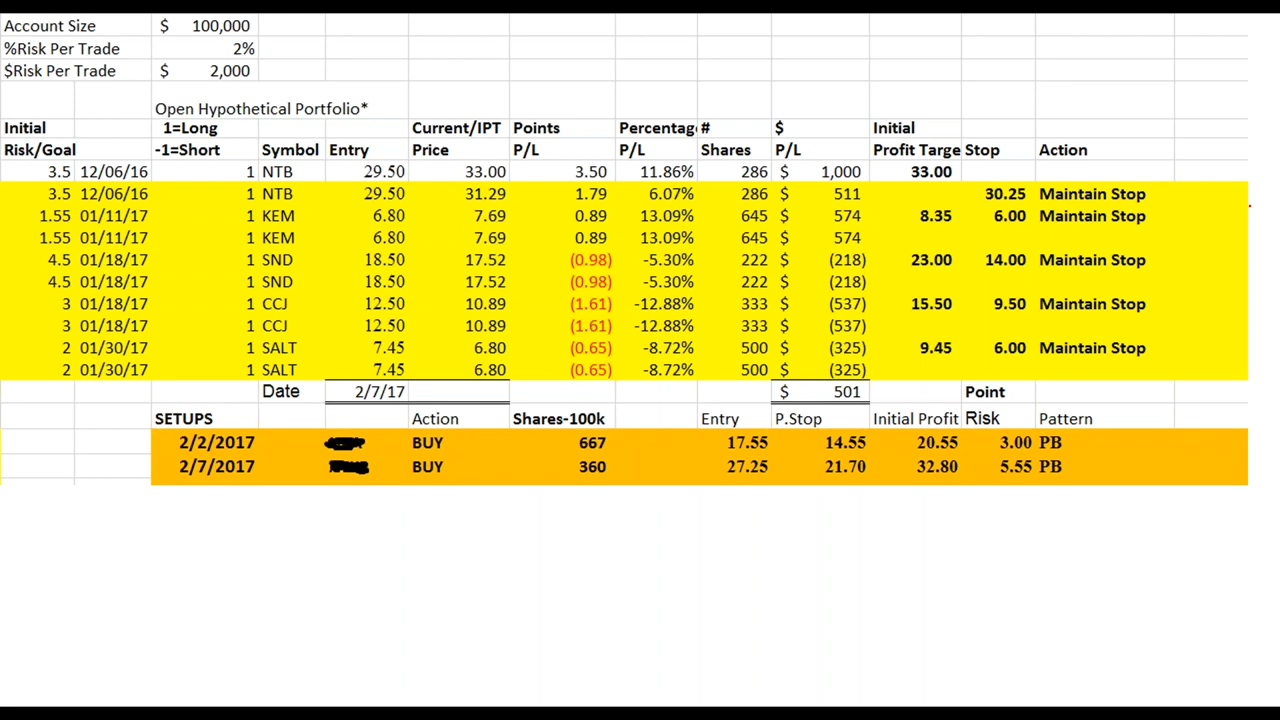 Account Size $ 100,000
%Risk Per Trade 2%
$Risk Per Trade $ 2,000
Open Hypothetical Portfolio*
Initial 1=Long Current/IPT Points Percentag # $ Initial
Risk/Goal -1=Short Symbol Entry Price P/L P/L Shares P/L Profit Targe Stop Action
3.5 12/06/16 1 NTB 29.50 33.00 3.50 11.86% 286 $ 1,000 33.00
3.5 12/06/16 1 NTB 29.50 31.29 1.79 6.07% 286 $ 511 30.25 Maintain Stop
1.55 01/11/17 1 KEM 6.80 7.69 0.89 13.09% 645 $ 574 8.35 6.00 Maintain Stop
1.55 01/11/17 1 KEM 6.80 7.69 0.89 13.09% 645 $ 574
4.5 01/18/17 1 SND 18.50 17.52 (0.98) -5.30% 222 $ (218) 23.00 14.00 Maintain Stop
4.5 01/18/17 1 SND 18.50 17.52 (0.98) -5.30% 222 $ (218)
3 01/18/17 1 CCJ 12.50 10.89 (1.61) -12.88% 333 $ (537) 15.50 9.50 Maintain Stop
3 01/18/17 1 CCJ 12.50 10.89 (1.61) -12.88% 333 $ (537)
2 01/30/17 1 SALT 7.45 6.80 (0.65) -8.72% 500 $ (325) 9.45 6.00 Maintain Stop
2 01/30/17 1 SALT 7.45 6.80 (0.65) -8.72% 500 $ (325)
Date 2/7/17 $ 501 Point
SETUPS Action Shares-100k Entry P.Stop Initial Profit Risk Pattern
2/2/2017 BUY 667 17.55 14.55 20.55 3.00 PB
2/7/2017 BUY 360 27.25 21.70 32.80 5.55 PB